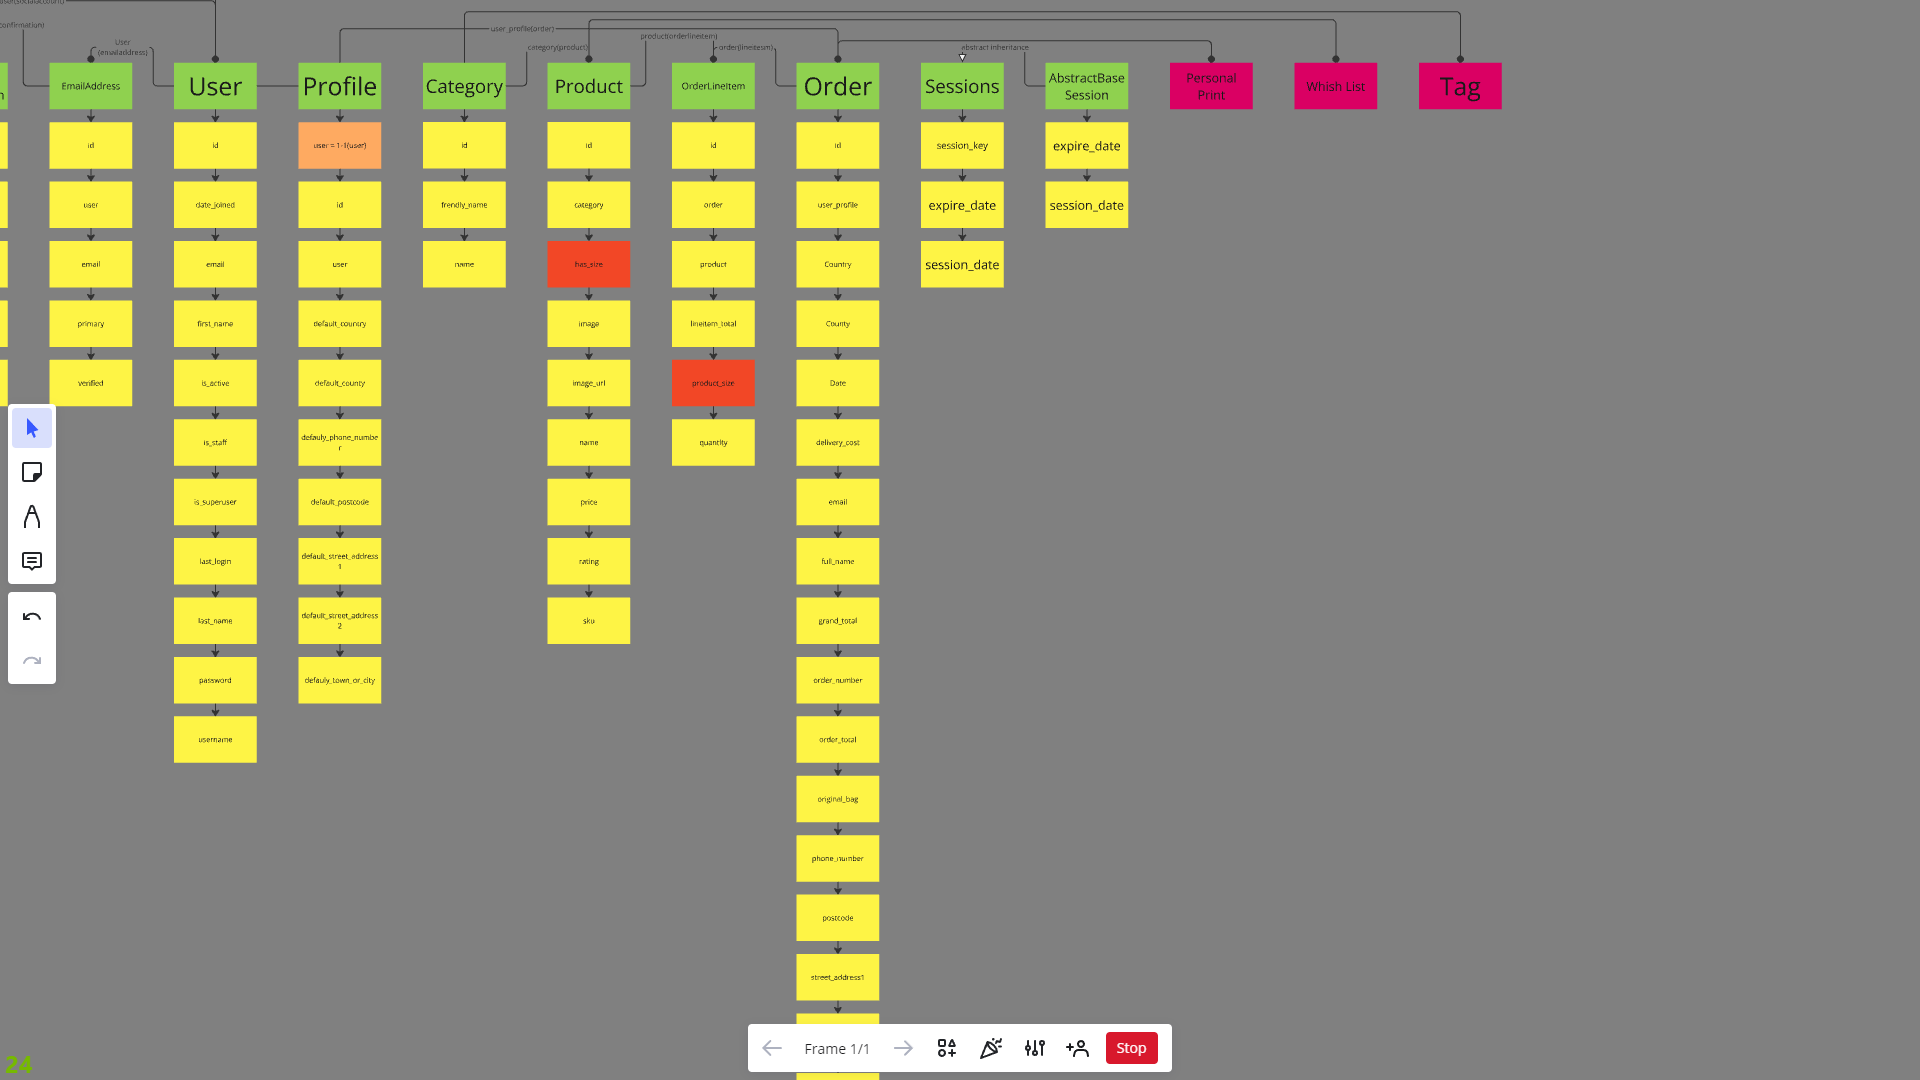 confirmation)
User
(emailaddress)
user_profile(order)
category(product)
product(orderlineitem)
order(lineitesm)
abstract inheritance
n
EmailAddress
User
Profile
Category
Product
OrderLineItem
Order
Sessions
AbstractBase
Session
Personal
Print
Whish List
Tag
id
user
email
primary
verified
id
date_joined
email
first_name
is_active
is_staff
is_superuser
last_login
last_name
password
username
user = 1-1(user)
id
user
default_country
default_county
defauly_phone_numbe
r
default_postcode
default_street_address
1
default_street_address
2
defauly_town_or_city
id
frendly_name
name
id
category
has_size
image
image_url
name
price
rating
sku
id
order
product
lineitem_total
product_size
quantity
id
user_profile
Country
County
Date
delivery_cost
email
full_name
grand_total
order_number
order_total
original_bag
phone_number
postcode
street_address1
session_key
expire_date
session_date
expire_date
session_date
Frame 1/1
Stop
24